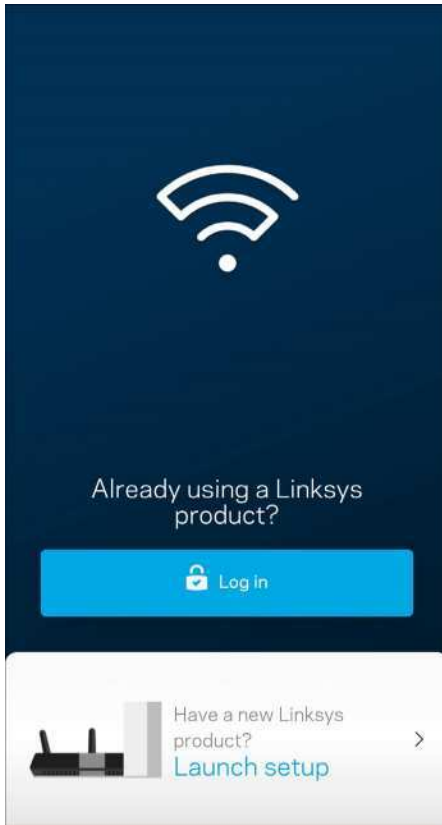 Already using a Linksys
product?
Log in
Have a new Linksys
product?
Launch setup